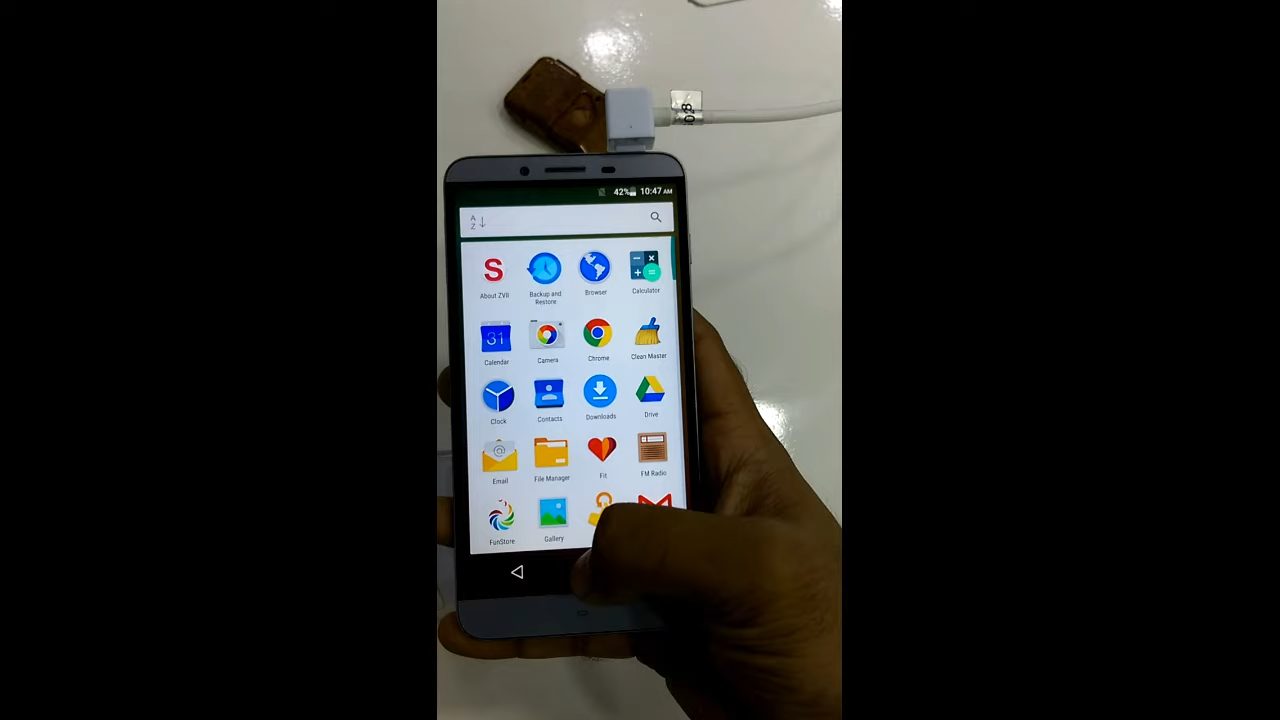 42% 10:47 AM
A
Z
S
About ZVII
Backup and
Restore
Browser
Calculator
31
Calendar
Camera
Chrome
Clean Master
Clock
Contacts
Downloads
Drive
@
Email
File Manager
Fit
FM Radio
FunStore
Gallery